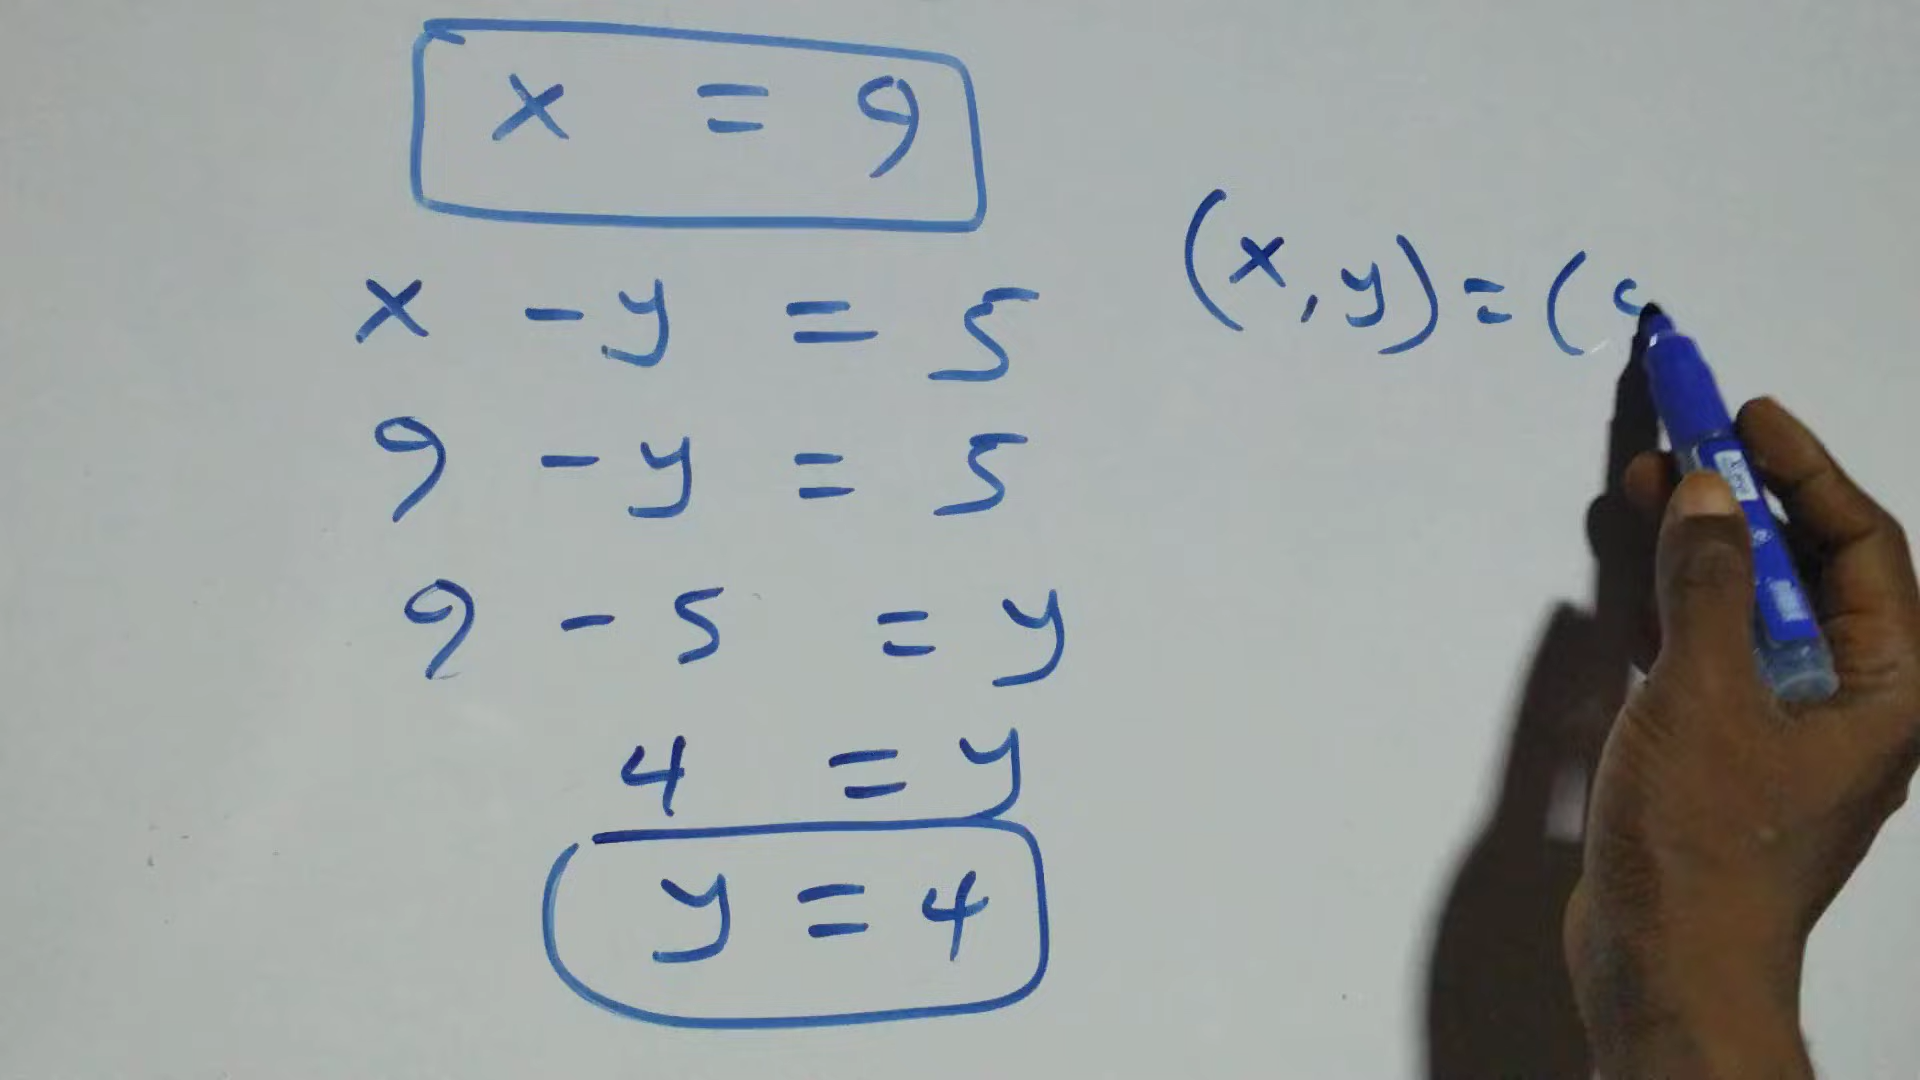 x = 9
x - y = 5
9 - y = 5
9 - 5 = y
4 = y
y = 4
(x, y) = (